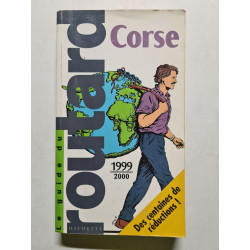 Le guide du
routard
Corse
1999
2000
Des centaines de
réductions !
HACHETTE